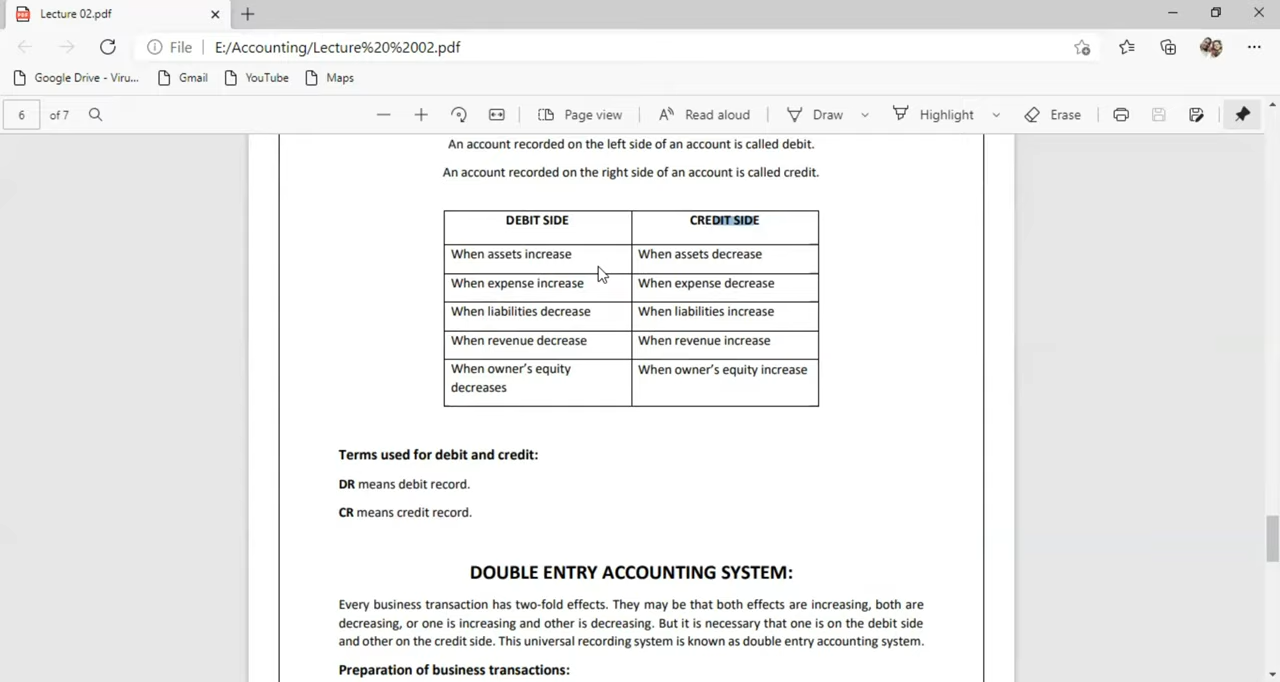 Lecture 02.pdf
File E:/Accounting/Lecture%20%2002.pdf
Google Drive - Viru... Gmail YouTube Maps
6 of 7 Page view Read aloud Draw Highlight Erase
An account recorded on the left side of an account is called debit.
An account recorded on the right side of an account is called credit.
DEBIT SIDE CREDIT SIDE
When assets increase When assets decrease
When expense increase When expense decrease
When liabilities decrease When liabilities increase
When revenue decrease When revenue increase
When owner's equity When owner's equity increase
decreases
Terms used for debit and credit:
DR means debit record.
CR means credit record.
DOUBLE ENTRY ACCOUNTING SYSTEM:
Every business transaction has two-fold effects. They may be that both effects are increasing, both are
decreasing, or one is increasing and other is decreasing. But it is necessary that one is on the debit side
and other on the credit side. This universal recording system is known as double entry accounting system.
Preparation of business transactions: